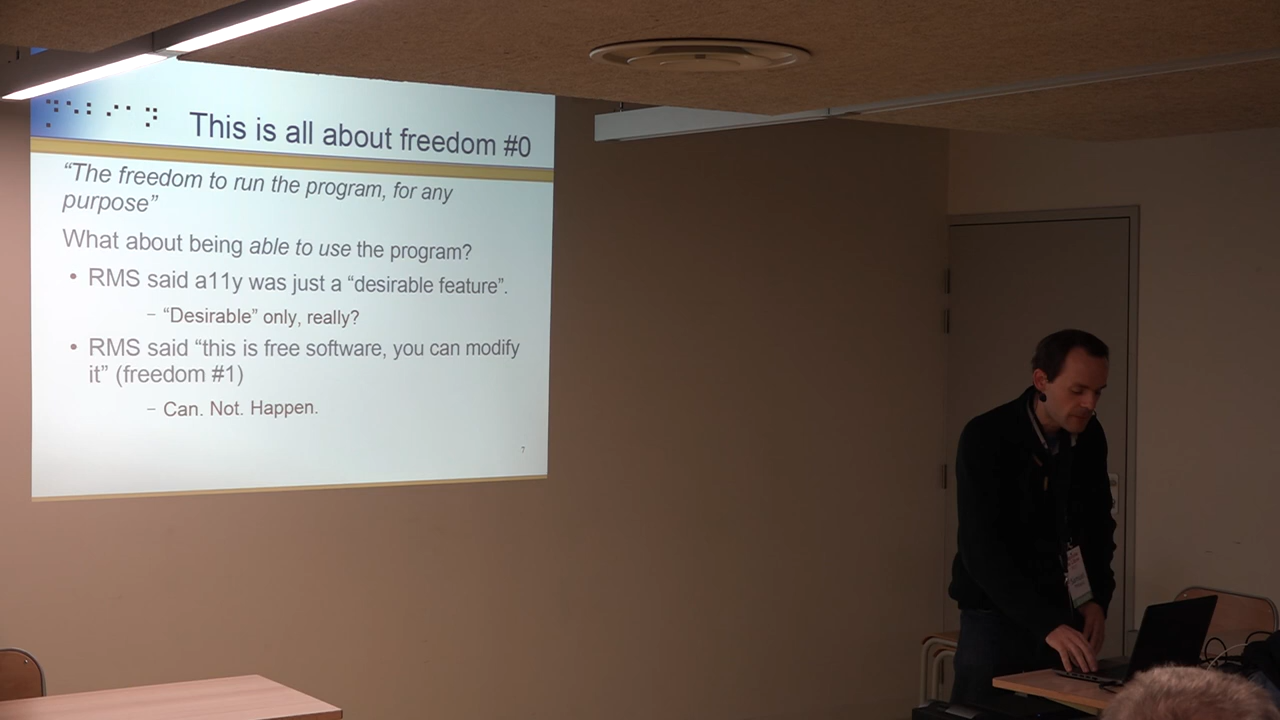 This is all about freedom #0
“The freedom to run the program, for any
purpose”
What about being able to use the program?
• RMS said a11y was just a “desirable feature”.
– “Desirable” only, really?
• RMS said “this is free software, you can modify
it” (freedom #1)
– Can. Not. Happen.
7